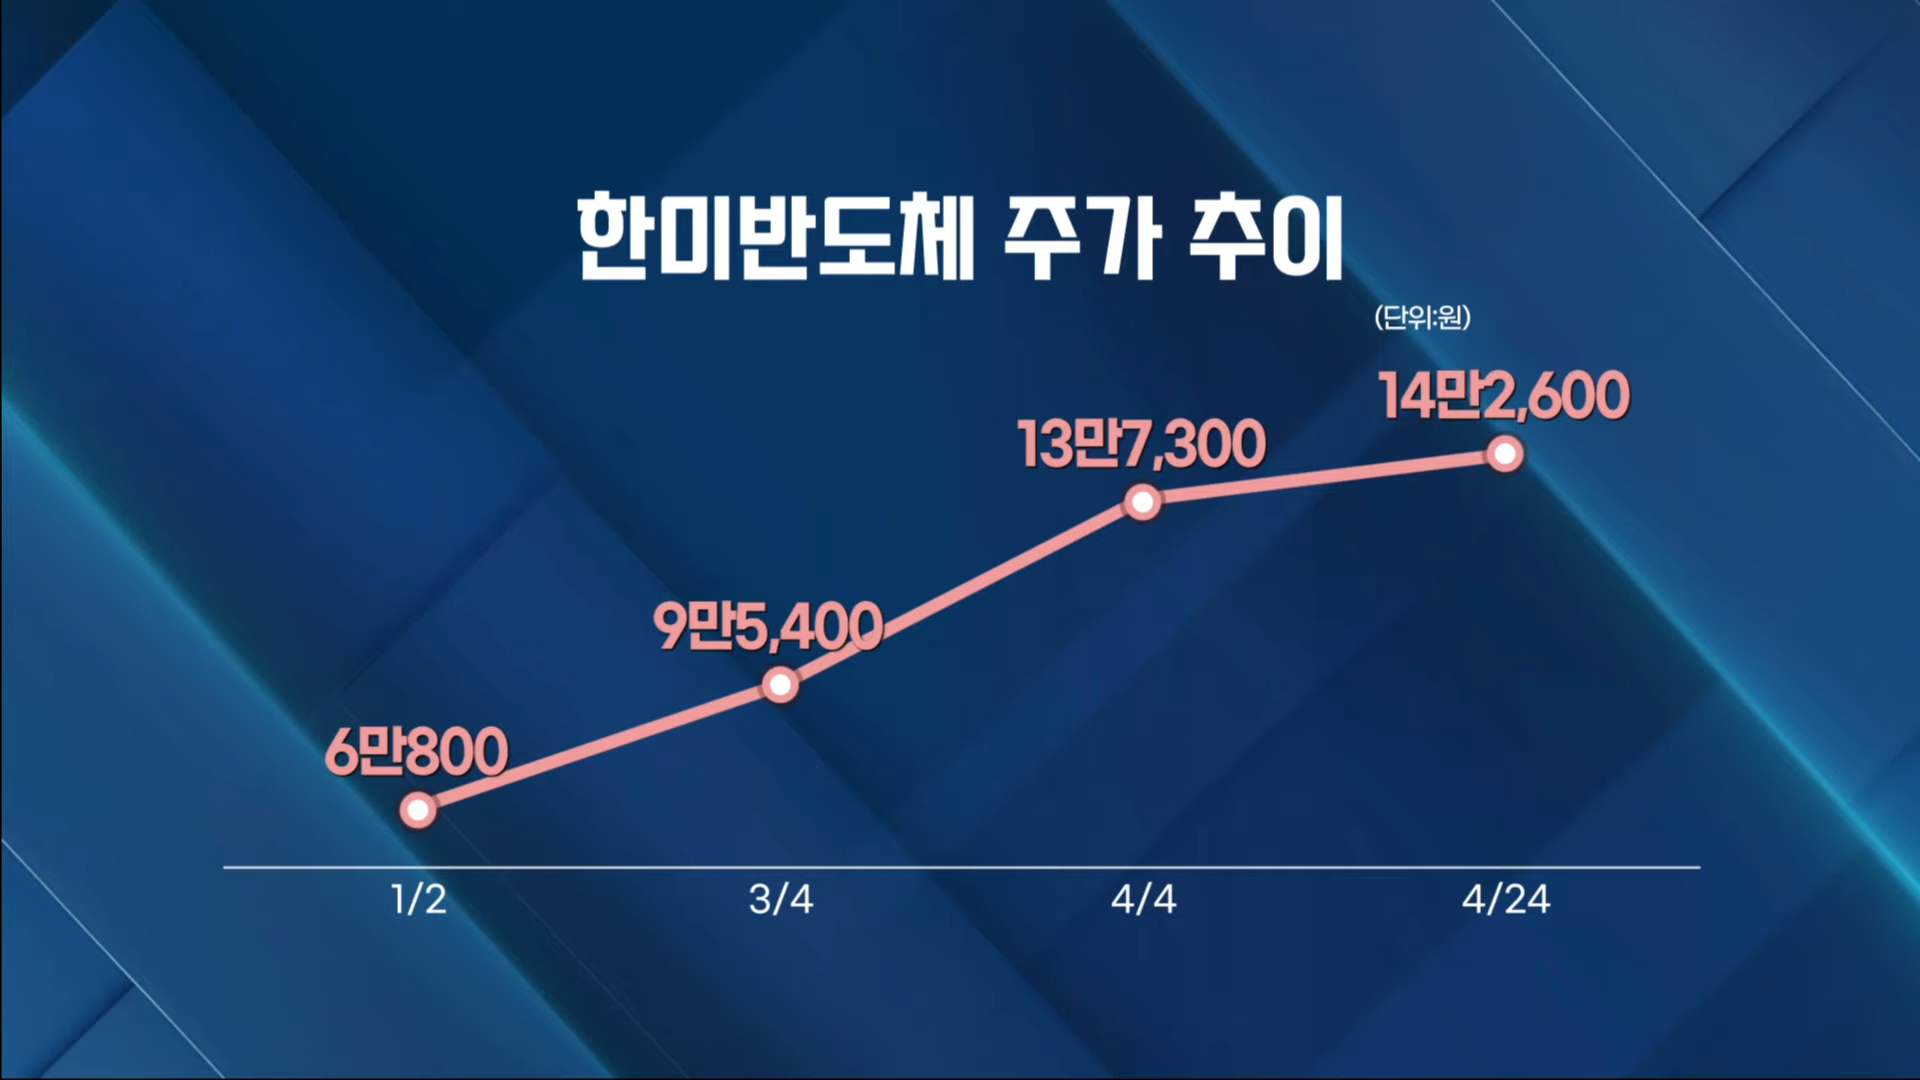 한미반도체 주가 추이
(단위:원)
6만800
9만5,400
13만7,300
14만2,600
1/2
3/4
4/4
4/24